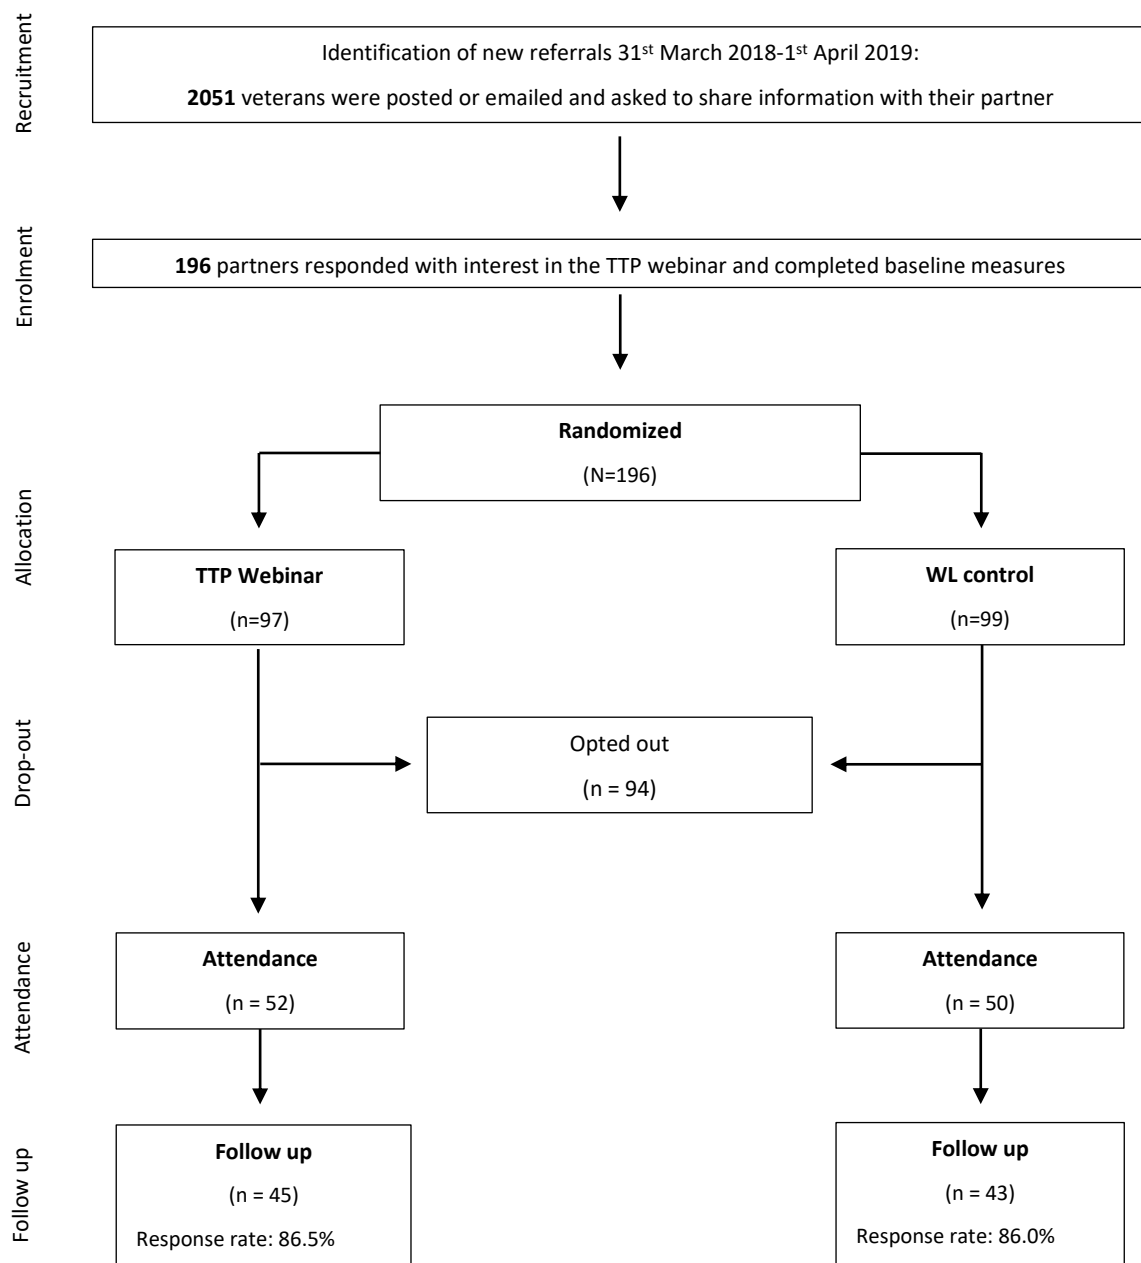 Recruitment
Identification of new referrals 31st March 2018-1st April 2019:
2051 veterans were posted or emailed and asked to share information with their partner
Enrolment
196 partners responded with interest in the TTP webinar and completed baseline measures
Allocation
Randomized
(N=196)
TTP Webinar
(n=97)
WL control
(n=99)
Drop-out
Opted out
(n = 94)
Attendance
Attendance
(n = 52)
Attendance
(n = 50)
Follow up
Follow up
(n = 45)
Response rate: 86.5%
Follow up
(n = 43)
Response rate: 86.0%